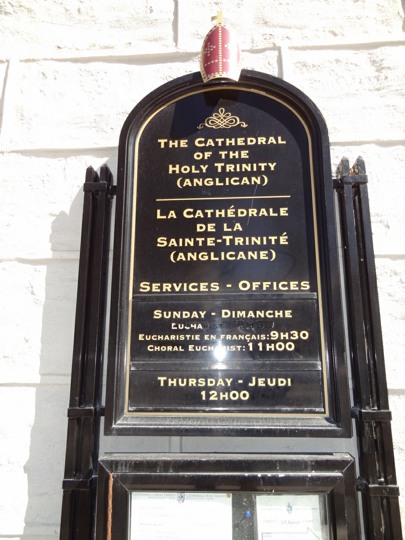 The Cathedral
of the
Holy Trinity
(Anglican)
La Cathédrale
de la
Sainte-Trinité
(Anglicane)
Services - Offices
Sunday - Dimanche
Eucharistie en français: 9h30
Choral Eucharist: 11h00
Thursday - Jeudi
12h00